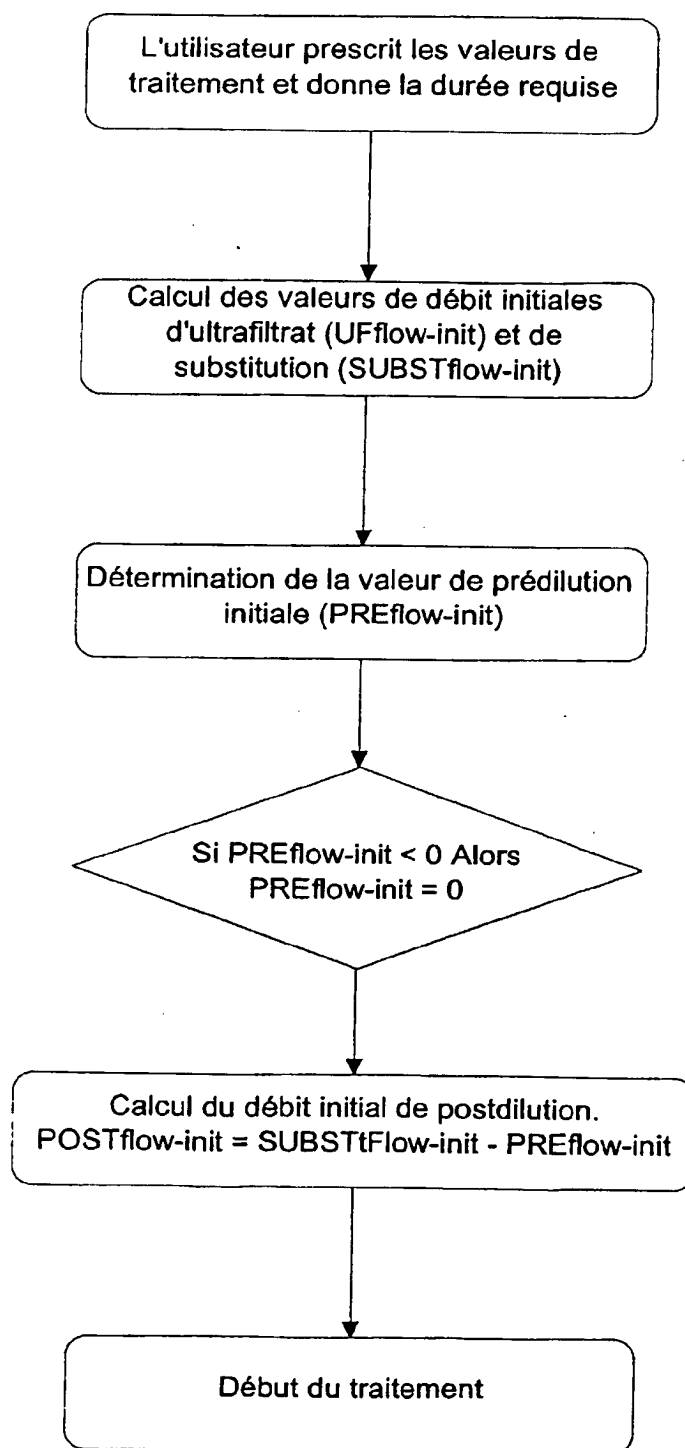 L'utilisateur prescrit les valeurs de
traitement et donne la durée requise
Calcul des valeurs de débit initiales
d'ultrafiltrat (UFflow-init) et de
substitution (SUBSTflow-init)
Détermination de la valeur de prédilution
initiale (PREflow-init)
Si PREflow-init < 0 Alors
PREflow-init = 0
Calcul du débit initial de postdilution.
POSTflow-init = SUBSTtFlow-init - PREflow-init
Début du traitement